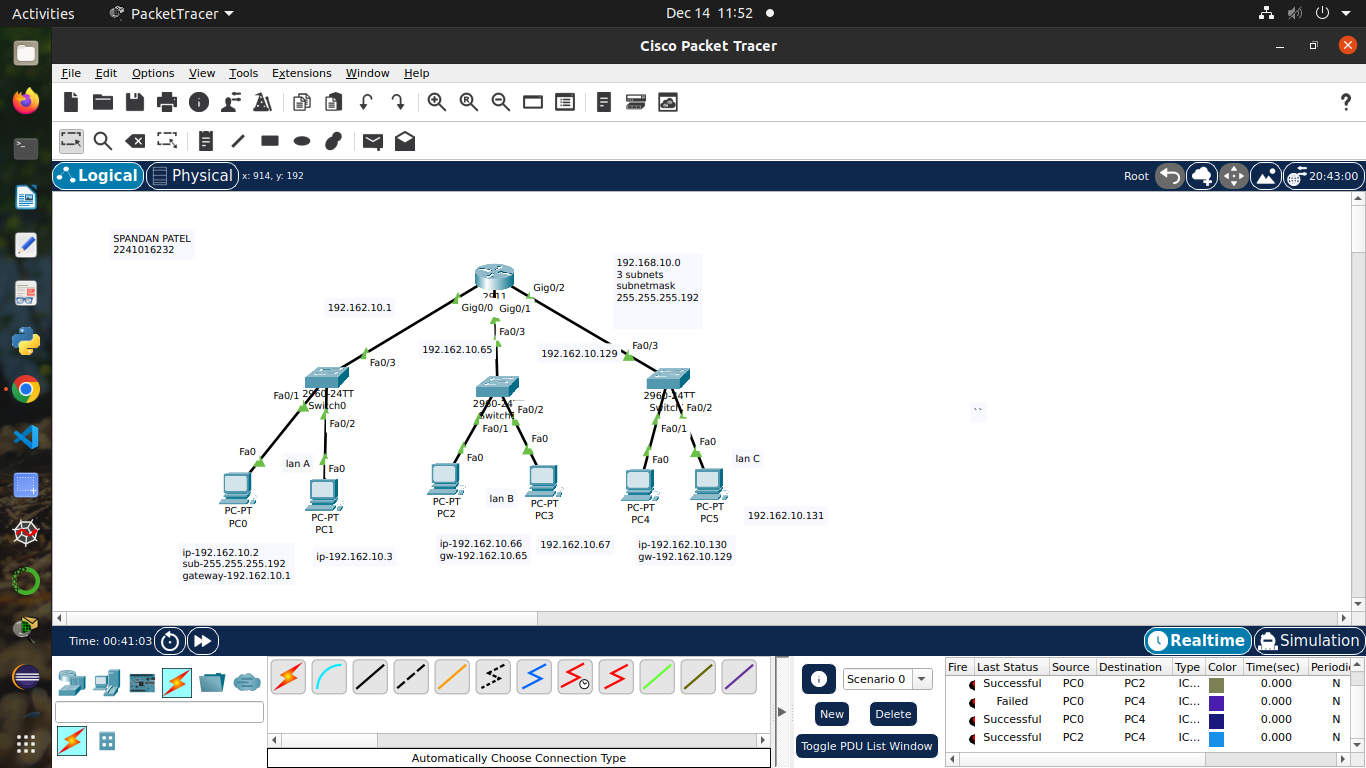 Activities
PacketTracer
Dec 14 11:52
Cisco Packet Tracer
File Edit Options View Tools Extensions Window Help
Logical
Physical
x: 914, y: 192
Root
20:43:00
SPANDAN PATEL
2241016232
192.168.10.0
3 subnets
subnetmask
255.255.255.192
2911
Gig0/2
Gig0/0
Gig0/1
192.162.10.1
Fa0/3
192.162.10.65
192.162.10.129
Fa0/3
Fa0/3
2960-24TT
Switch0
Fa0/1
Fa0/2
Fa0/2
Fa0/1
2960-24TT
Fa0/2
Fa0/1
Fa0
lan A
Fa0
Fa0
Fa0
lan B
Fa0
Fa0
lan C
PC-PT
PC0
PC-PT
PC1
PC-PT
PC2
PC-PT
PC3
PC-PT
PC4
PC-PT
PC5
192.162.10.131
ip-192.162.10.2
sub-255.255.255.192
gateway-192.162.10.1
ip-192.162.10.3
ip-192.162.10.66
gw-192.162.10.65
192.162.10.67
ip-192.162.10.130
gw-192.162.10.129
Time: 00:41:03
Realtime
Simulation
Automatically Choose Connection Type
Scenario 0
New
Delete
Toggle PDU List Window
Fire Last Status Source Destination Type Color Time(sec) Periodic
Successful PC0 PC2 IC... 0.000 N
Failed PC0 PC4 IC... 0.000 N
Successful PC0 PC4 IC... 0.000 N
Successful PC2 PC4 IC... 0.000 N